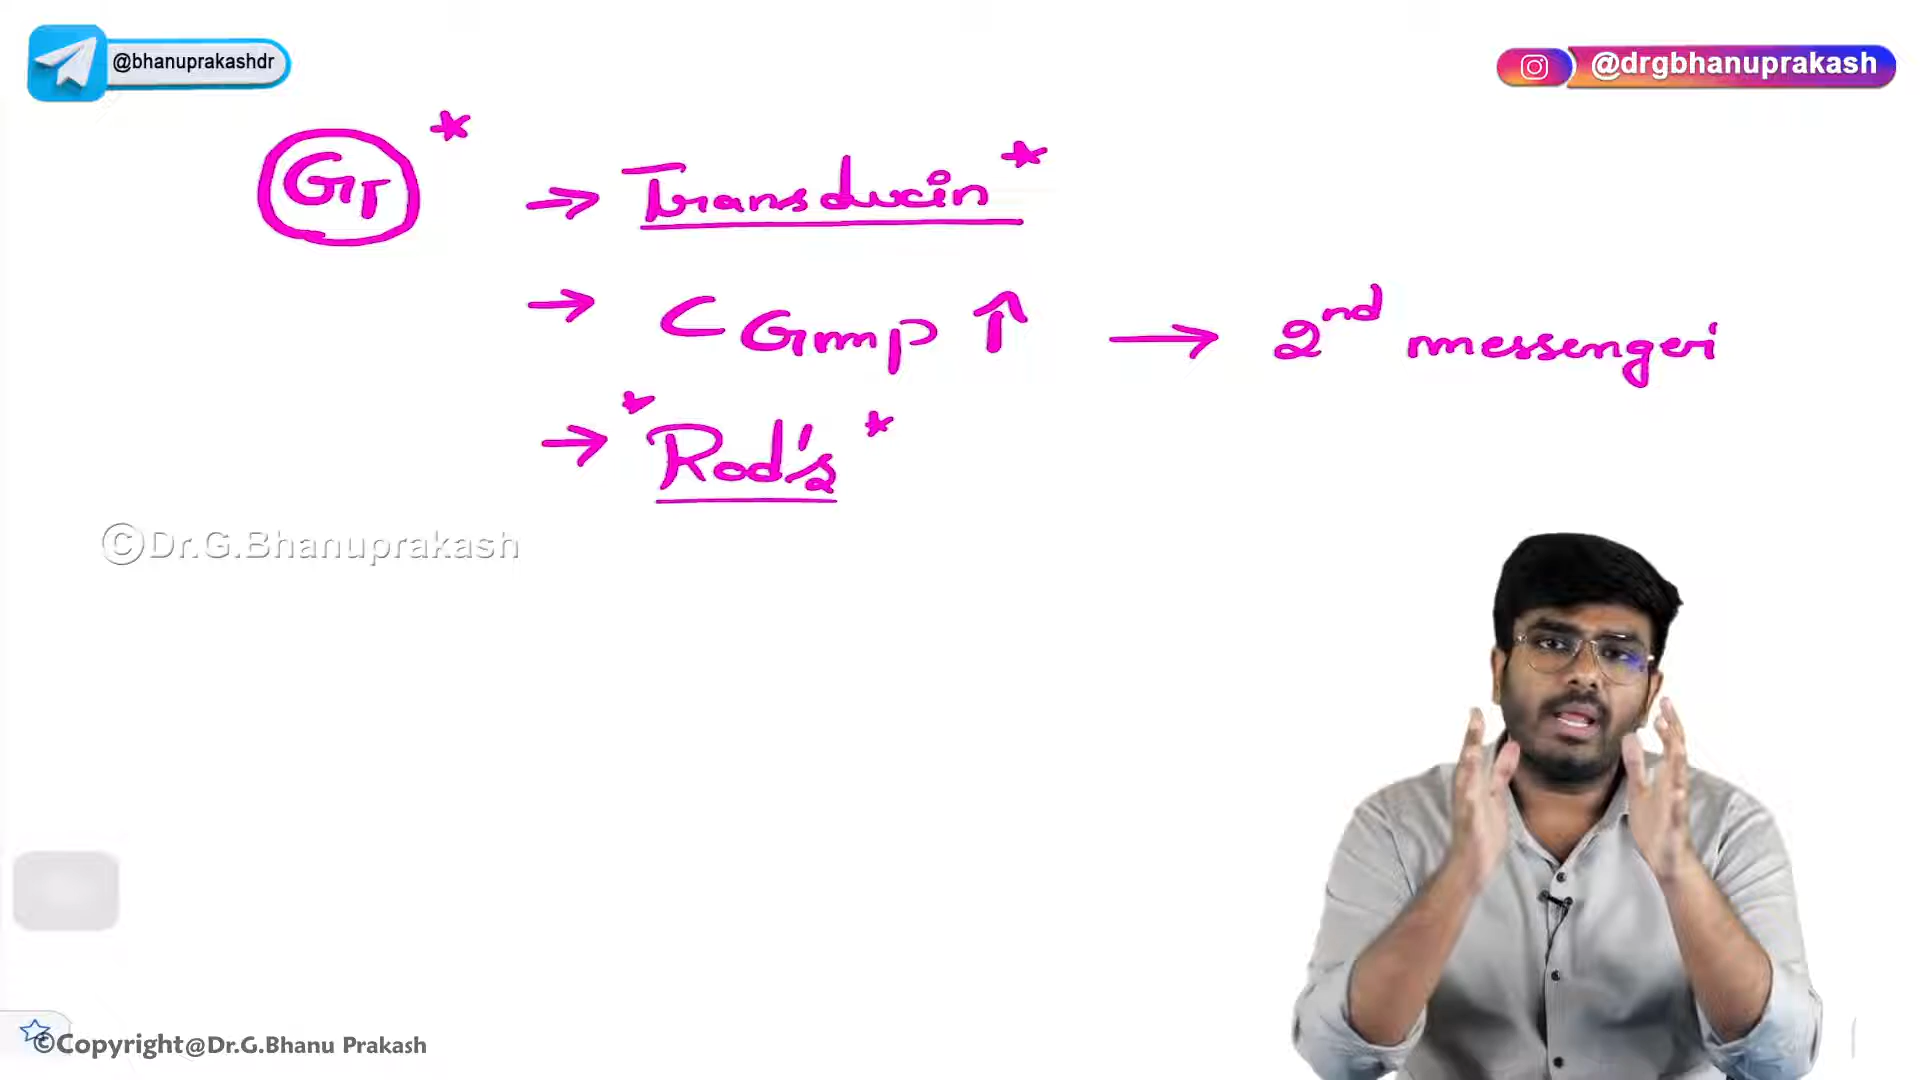 @bhanuprakashdr
@drgbhanuprakash
GT * → Transducin *
→ CGmp ↑ → 2nd messenger
→ * Rod's *
©Dr.G.Bhanuprakash
©Copyright@Dr.G.Bhanu Prakash